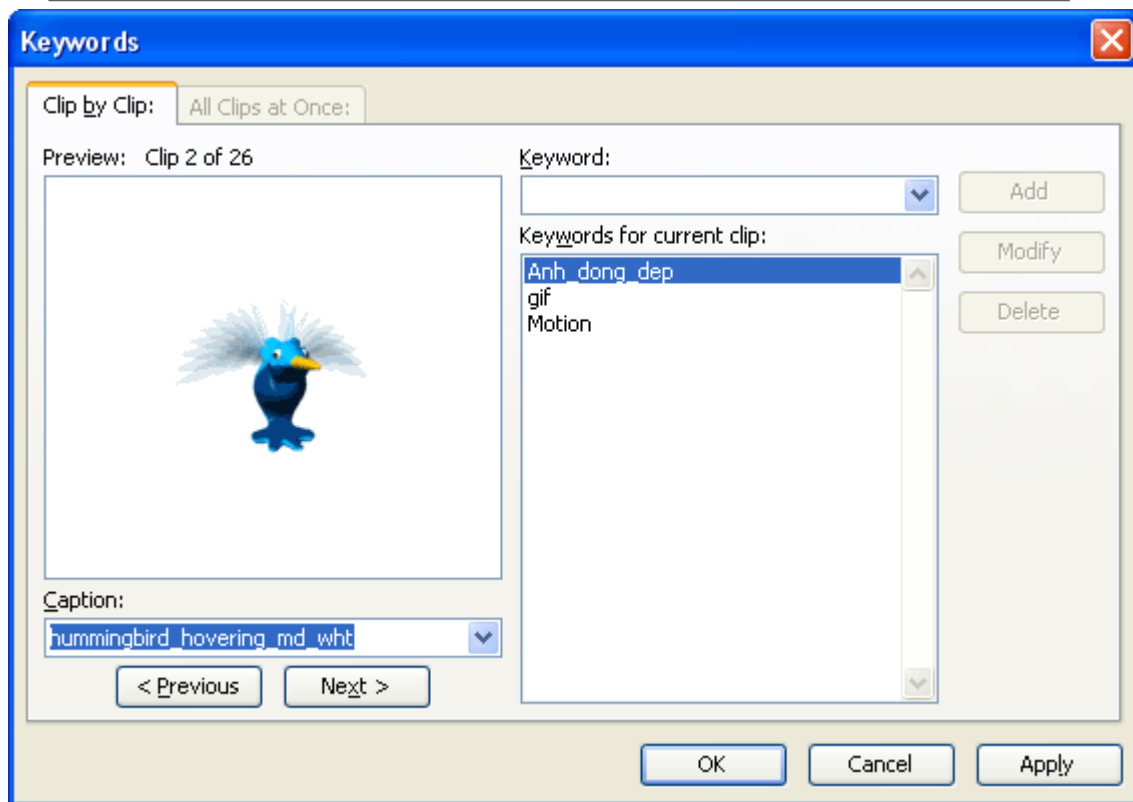 Keywords
Clip by Clip:
All Clips at Once:
Preview: Clip 2 of 26
Keyword:
Add
Keywords for current clip:
Modify
Anh_dong_dep
gif
Motion
Delete
Caption:
hummingbird_hovering_md_wht
< Previous
Next >
OK
Cancel
Apply